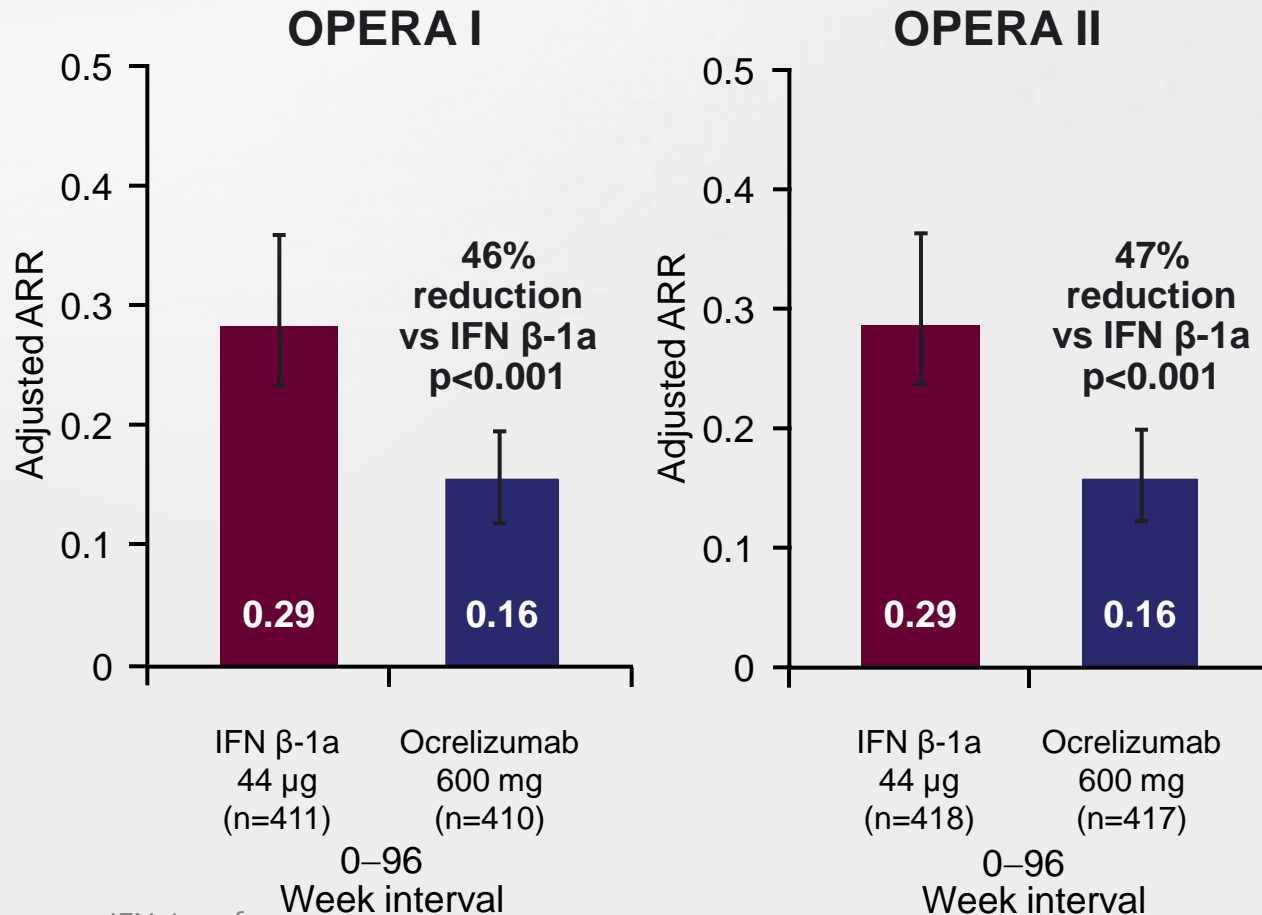 OPERA I
0.5
0.4
0.3
0.2
0.1
0
Adjusted ARR
46%
reduction
vs IFN β-1a
p<0.001
0.29
0.16
IFN β-1a
44 µg
(n=411)
Ocrelizumab
600 mg
(n=410)
0–96
Week interval
OPERA II
0.5
0.4
0.3
0.2
0.1
0
Adjusted ARR
47%
reduction
vs IFN β-1a
p<0.001
0.29
0.16
IFN β-1a
44 µg
(n=418)
Ocrelizumab
600 mg
(n=417)
0–96
Week interval